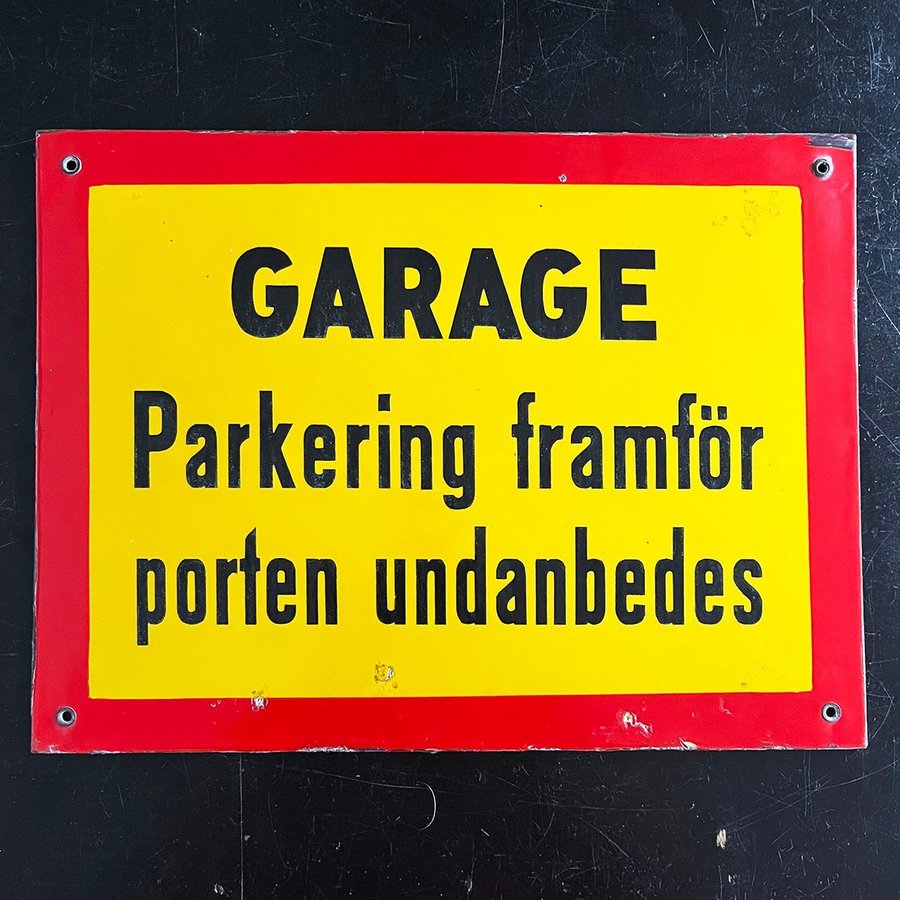 GARAGE
Parkering framför
porten undanbedes